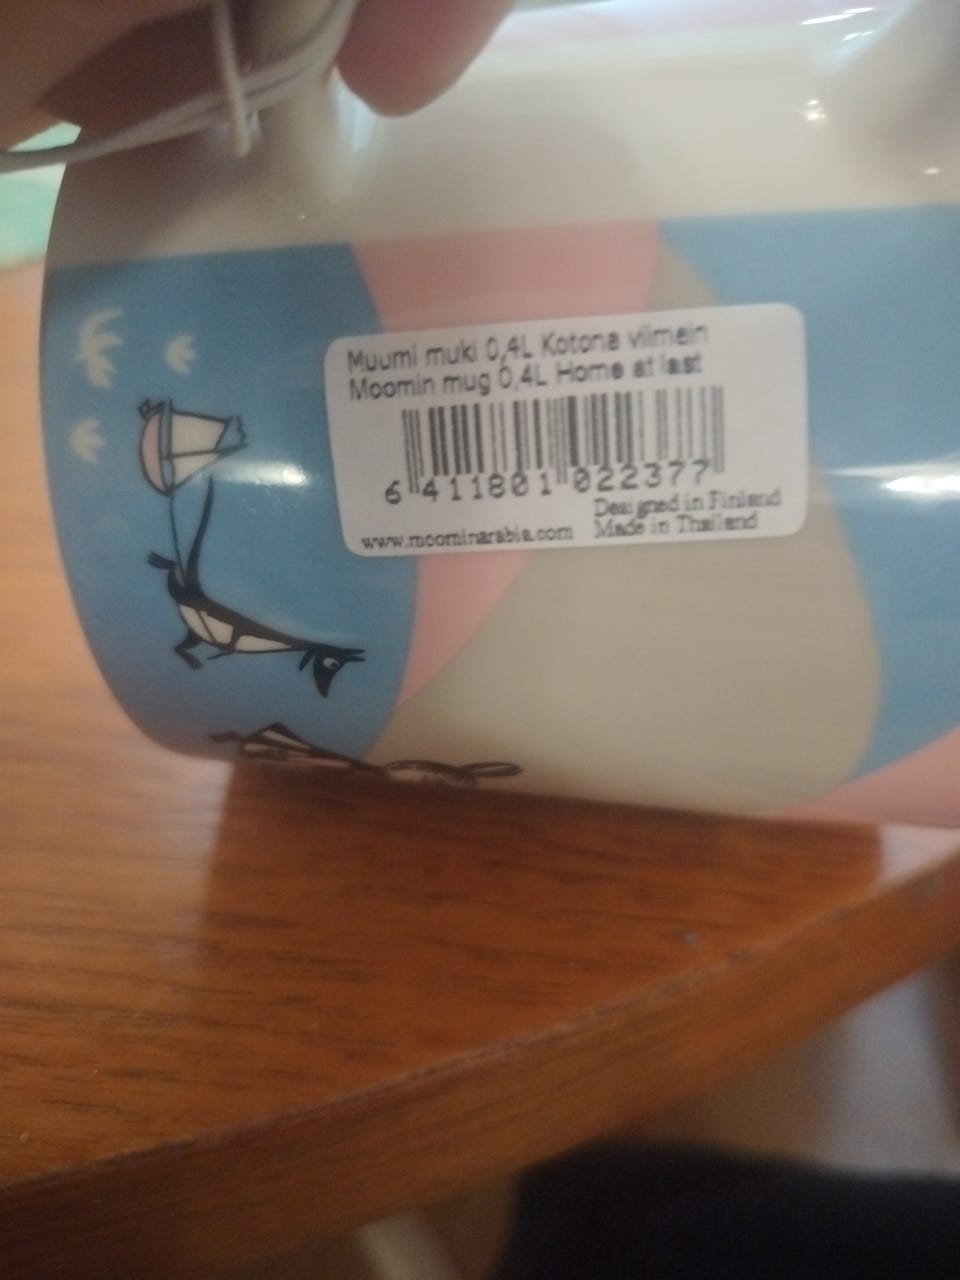 Muumi muki 0,4L Kotona viimein
Moomin mug 0,4L Home at last
6 411801 022377
Designed in Finland
www.moominarabia.com Made in Thailand